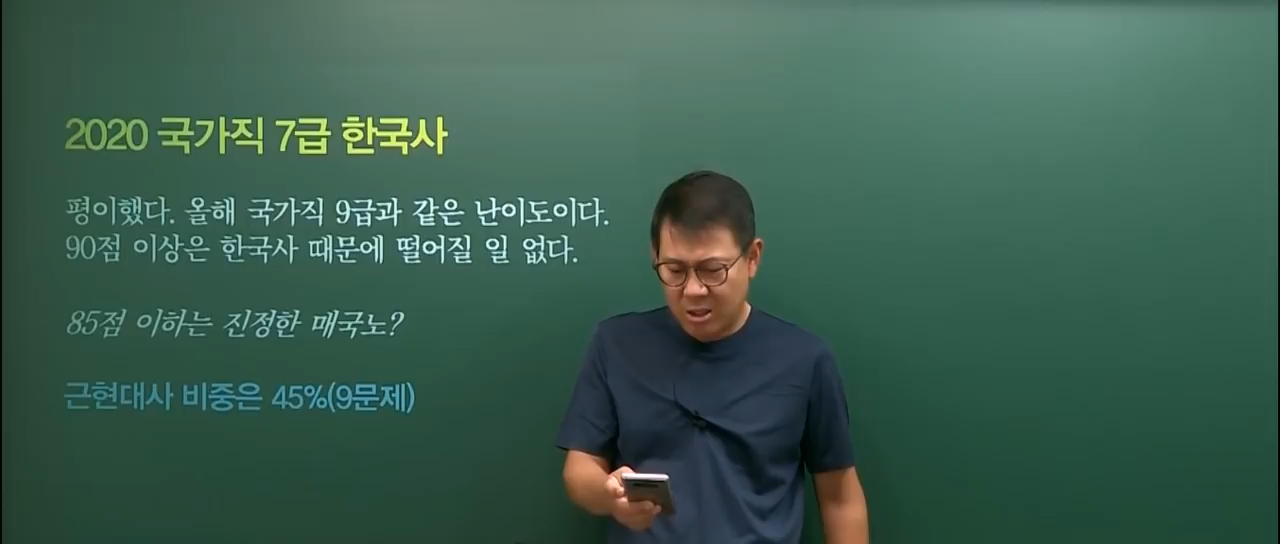 2020 국가직 7급 한국사
평이했다. 올해 국가직 9급과 같은 난이도이다.
90점 이상은 한국사 때문에 떨어질 일 없다.
85점 이하는 진정한 매국노?
근현대사 비중은 45%(9문제)